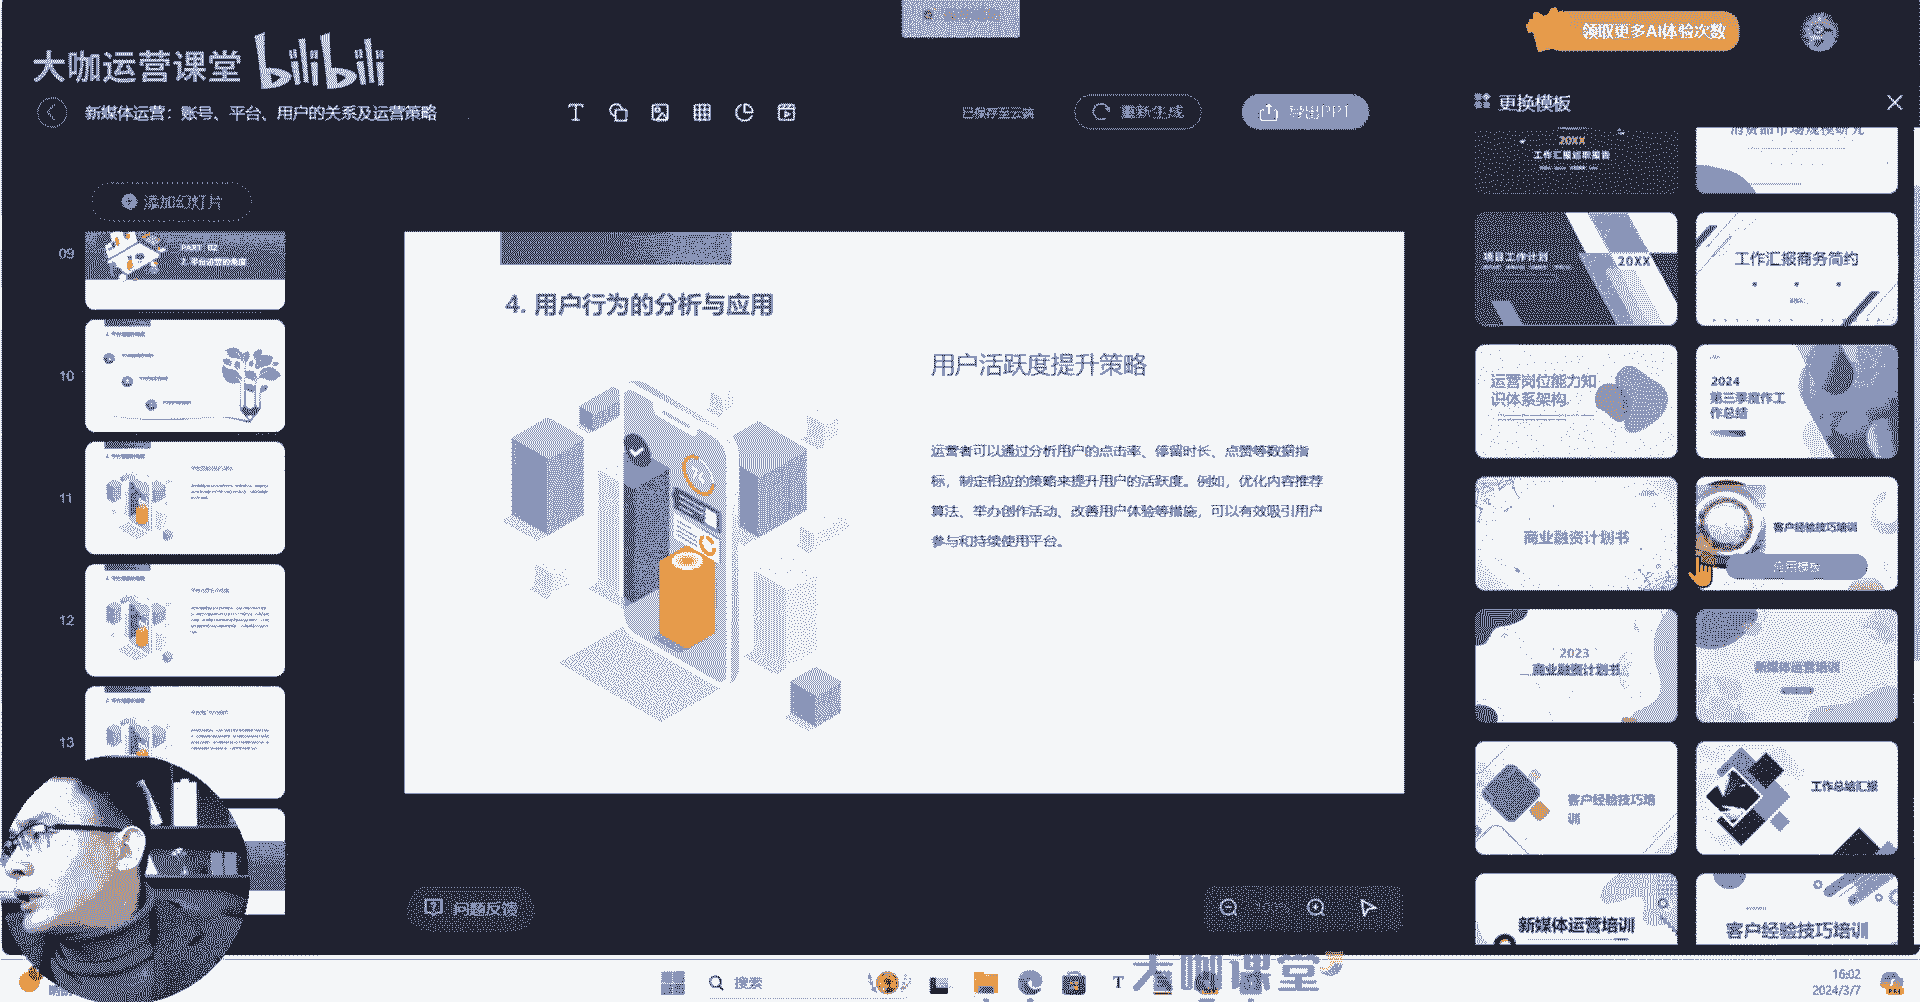 领取更多AI体验次数
大咖运营课堂 bilibili
新媒体运营：账号、平台、用户的关系及运营策略
已保存至云端
重新生成
导出PPT
更换模板
添加幻灯片
09
PART 02
2. 平台运营的角度
10
11
12
13
4. 用户行为的分析与应用
用户活跃度提升策略
运营者可以通过分析用户的点击率、停留时长、点赞等数据指
标，制定相应的策略来提升用户的活跃度。例如，优化内容推荐
算法、举办创作活动、改善用户体验等措施，可以有效吸引用户
参与和持续使用平台。
问题反馈
20XX
工作汇报述职报告
消费品市场规模研究
项目工作计划
20XX
工作汇报商务简约
运营岗位能力知
识体系架构
2024
第三季度作工
作总结
商业融资计划书
客户经验技巧培训
应用模板
2023
商业融资计划书
新媒体运营培训
客户经验技巧培
训
工作总结汇报
新媒体运营培训
客户经验技巧培训
搜索
大咖课堂
16:02
2024/3/7